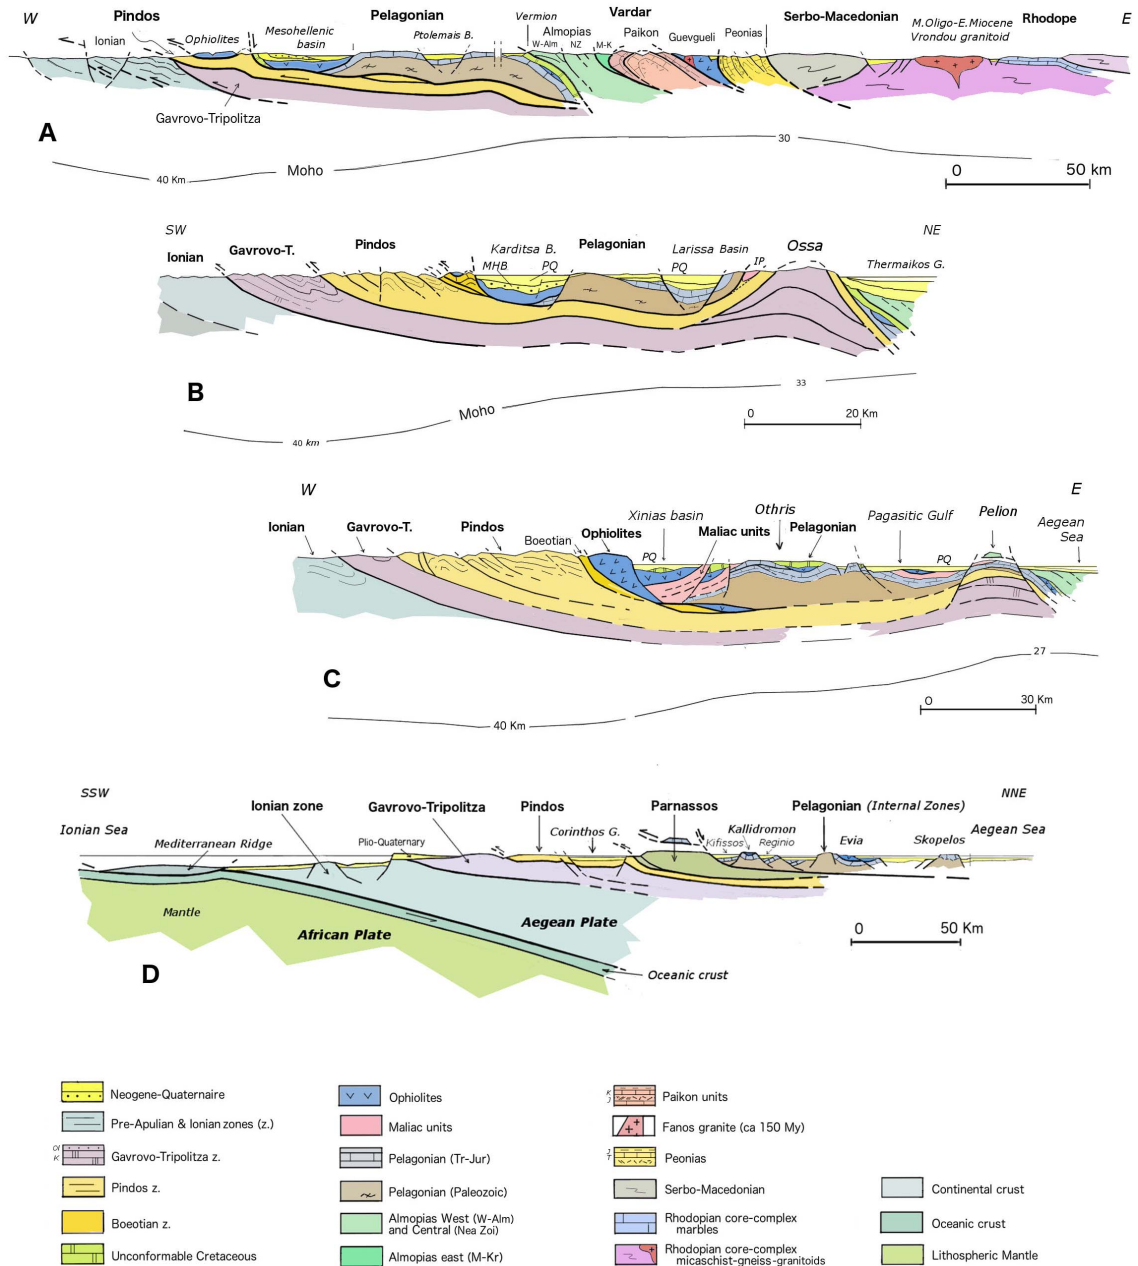 W
E
Pindos
Pelagonian
Vermion
Vardar
Serbo-Macedonian
M.Oligo-E.Miocene
Vrondou granitoid
Rhodope
Ionian
Ophiolites
Mesohellenic
basin
Ptolemais B.
Almopias
W-Alm
NZ
M-K
Paikon
Guevgueli
Peonias
Gavrovo-Tripolitza
A
40 Km
Moho
30
0
50 km
SW
NE
Ionian
Gavrovo-T.
Pindos
Karditsa B.
MHB
PQ
Pelagonian
Larissa Basin
PQ
IP
Ossa
Thermaikos G.
B
Moho
40 km
33
0
20 Km
W
E
Ionian
Gavrovo-T.
Pindos
Boeotian
Ophiolites
Xinias basin
PQ
Maliac units
Othris
Pelagonian
Pagasitic Gulf
PQ
Pelion
Aegean
Sea
C
40 Km
27
0
30 Km
SSW
NNE
Ionian Sea
Mediterranean Ridge
Ionian zone
Plio-Quaternary
Gavrovo-Tripolitza
Pindos
Corinthos G.
Parnassos
Kifissos
Kallidromon
Reginio
Pelagonian (Internal Zones)
Evia
Skopelos
Aegean Sea
Mantle
African Plate
Aegean Plate
Oceanic crust
0
50 Km
D
Neogene-Quaternaire
Pre-Apulian & Ionian zones (z.)
Ol
K
Gavrovo-Tripolitza z.
Pindos z.
Boeotian z.
Unconformable Cretaceous
Ophiolites
Maliac units
Pelagonian (Tr-Jur)
Pelagonian (Paleozoic)
Almopias West (W-Alm)
and Central (Nea Zoi)
Almopias east (M-Kr)
K
J
Paikon units
Fanos granite (ca 150 My)
J
T
Peonias
Serbo-Macedonian
Rhodopian core-complex
marbles
Rhodopian core-complex
micaschist-gneiss-granitoids
Continental crust
Oceanic crust
Lithospheric Mantle